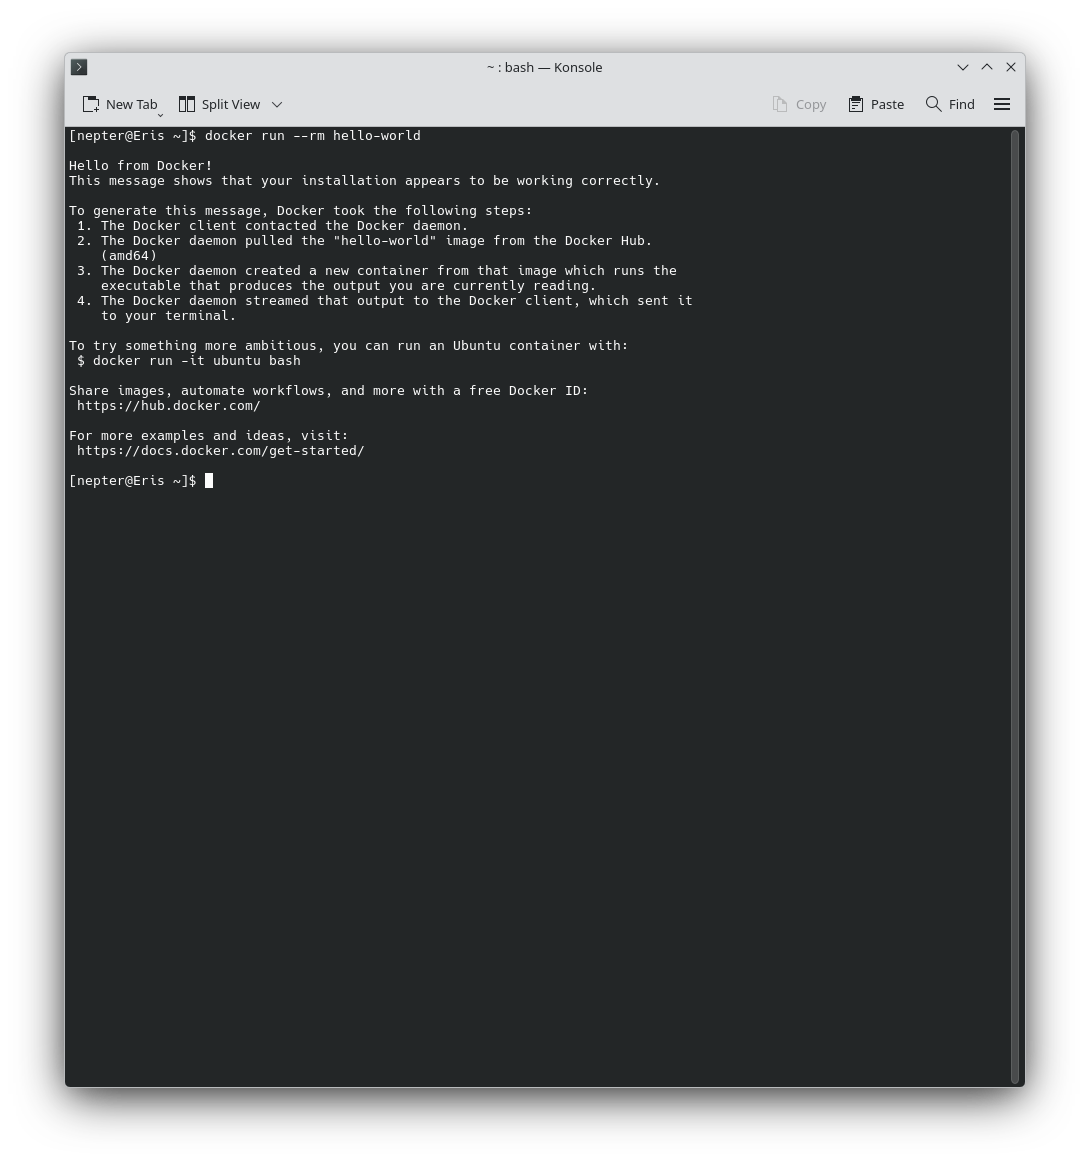 ~ : bash — Konsole
New Tab
Split View
Copy
Paste
Find
[nepter@Eris ~]$ docker run --rm hello-world

Hello from Docker!
This message shows that your installation appears to be working correctly.

To generate this message, Docker took the following steps:
 1. The Docker client contacted the Docker daemon.
 2. The Docker daemon pulled the "hello-world" image from the Docker Hub.
    (amd64)
 3. The Docker daemon created a new container from that image which runs the
    executable that produces the output you are currently reading.
 4. The Docker daemon streamed that output to the Docker client, which sent it
    to your terminal.

To try something more ambitious, you can run an Ubuntu container with:
 $ docker run -it ubuntu bash

Share images, automate workflows, and more with a free Docker ID:
 https://hub.docker.com/

For more examples and ideas, visit:
 https://docs.docker.com/get-started/

[nepter@Eris ~]$